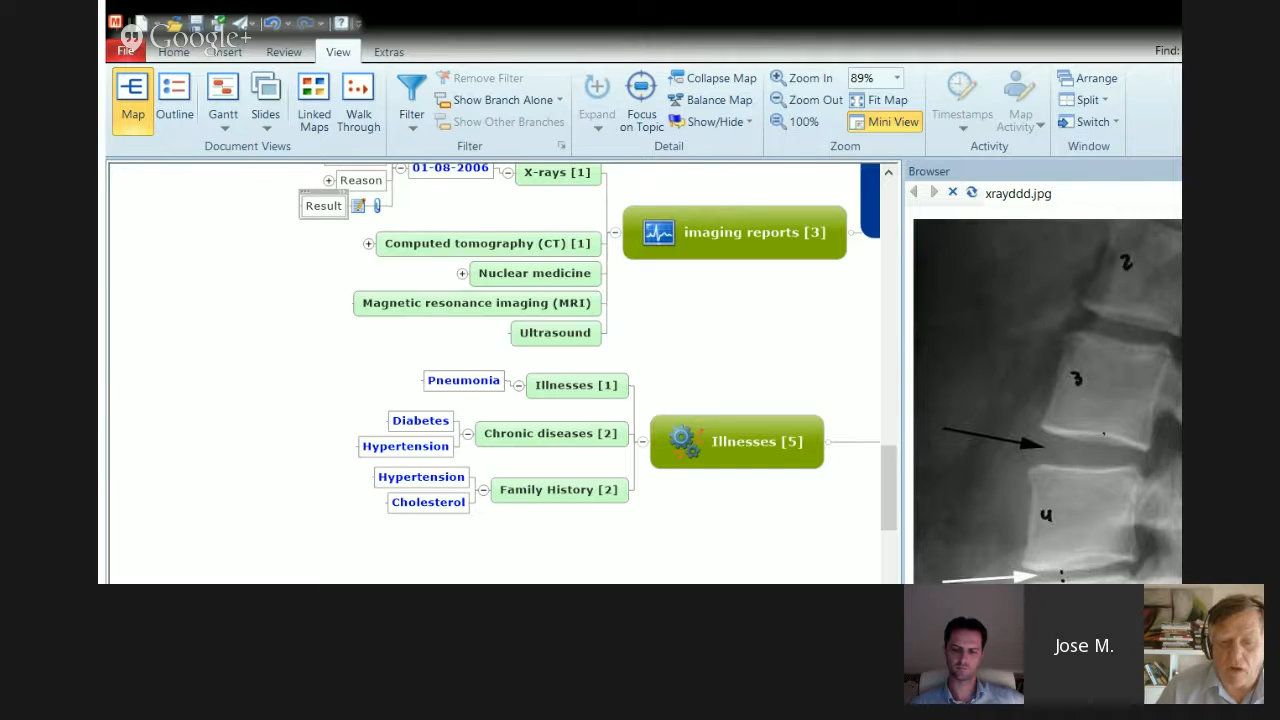 Google+
File Home Insert Review View Extras Find:
Map Outline Gantt Slides Linked Maps Walk Through
Document Views
Filter Remove Filter
Show Branch Alone
Show Other Branches
Filter
Expand Focus on Topic Collapse Map
Balance Map
Show/Hide
Detail
Zoom In 89%
Zoom Out Fit Map
100% Mini View
Zoom
Timestamps Map Activity
Activity
Arrange
Split
Switch
Window
01-08-2006 X-rays [1]
Reason
Result
imaging reports [3]
Computed tomography (CT) [1]
Nuclear medicine
Magnetic resonance imaging (MRI)
Ultrasound
Pneumonia Illnesses [1]
Diabetes
Chronic diseases [2]
Hypertension
Illnesses [5]
Hypertension
Family History [2]
Cholesterol
Browser
xrayddd.jpg
2
3
4
Jose M.